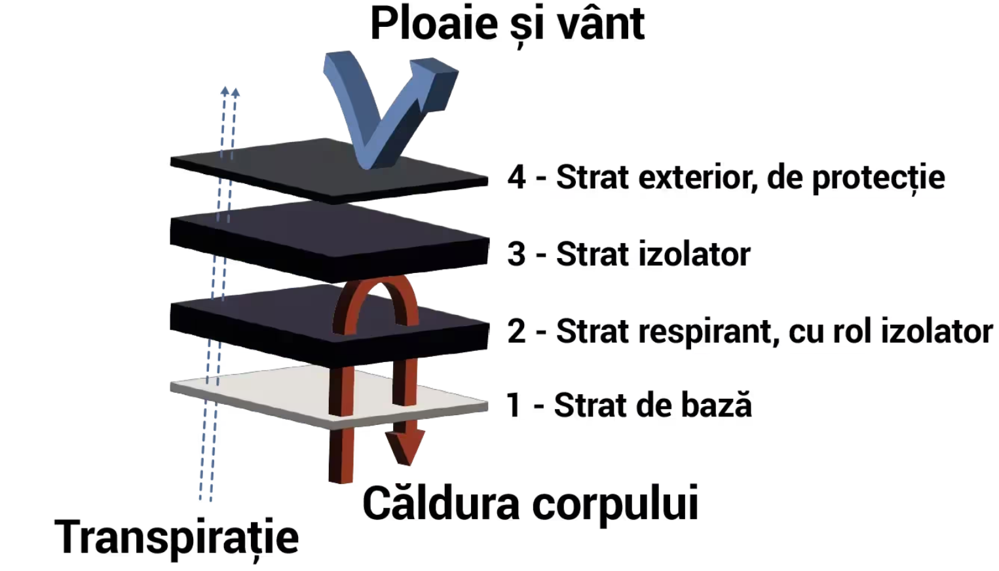 Ploaie și vânt
4 - Strat exterior, de protecție
3 - Strat izolator
2 - Strat respirant, cu rol izolator
1 - Strat de bază
Căldura corpului
Transpirație